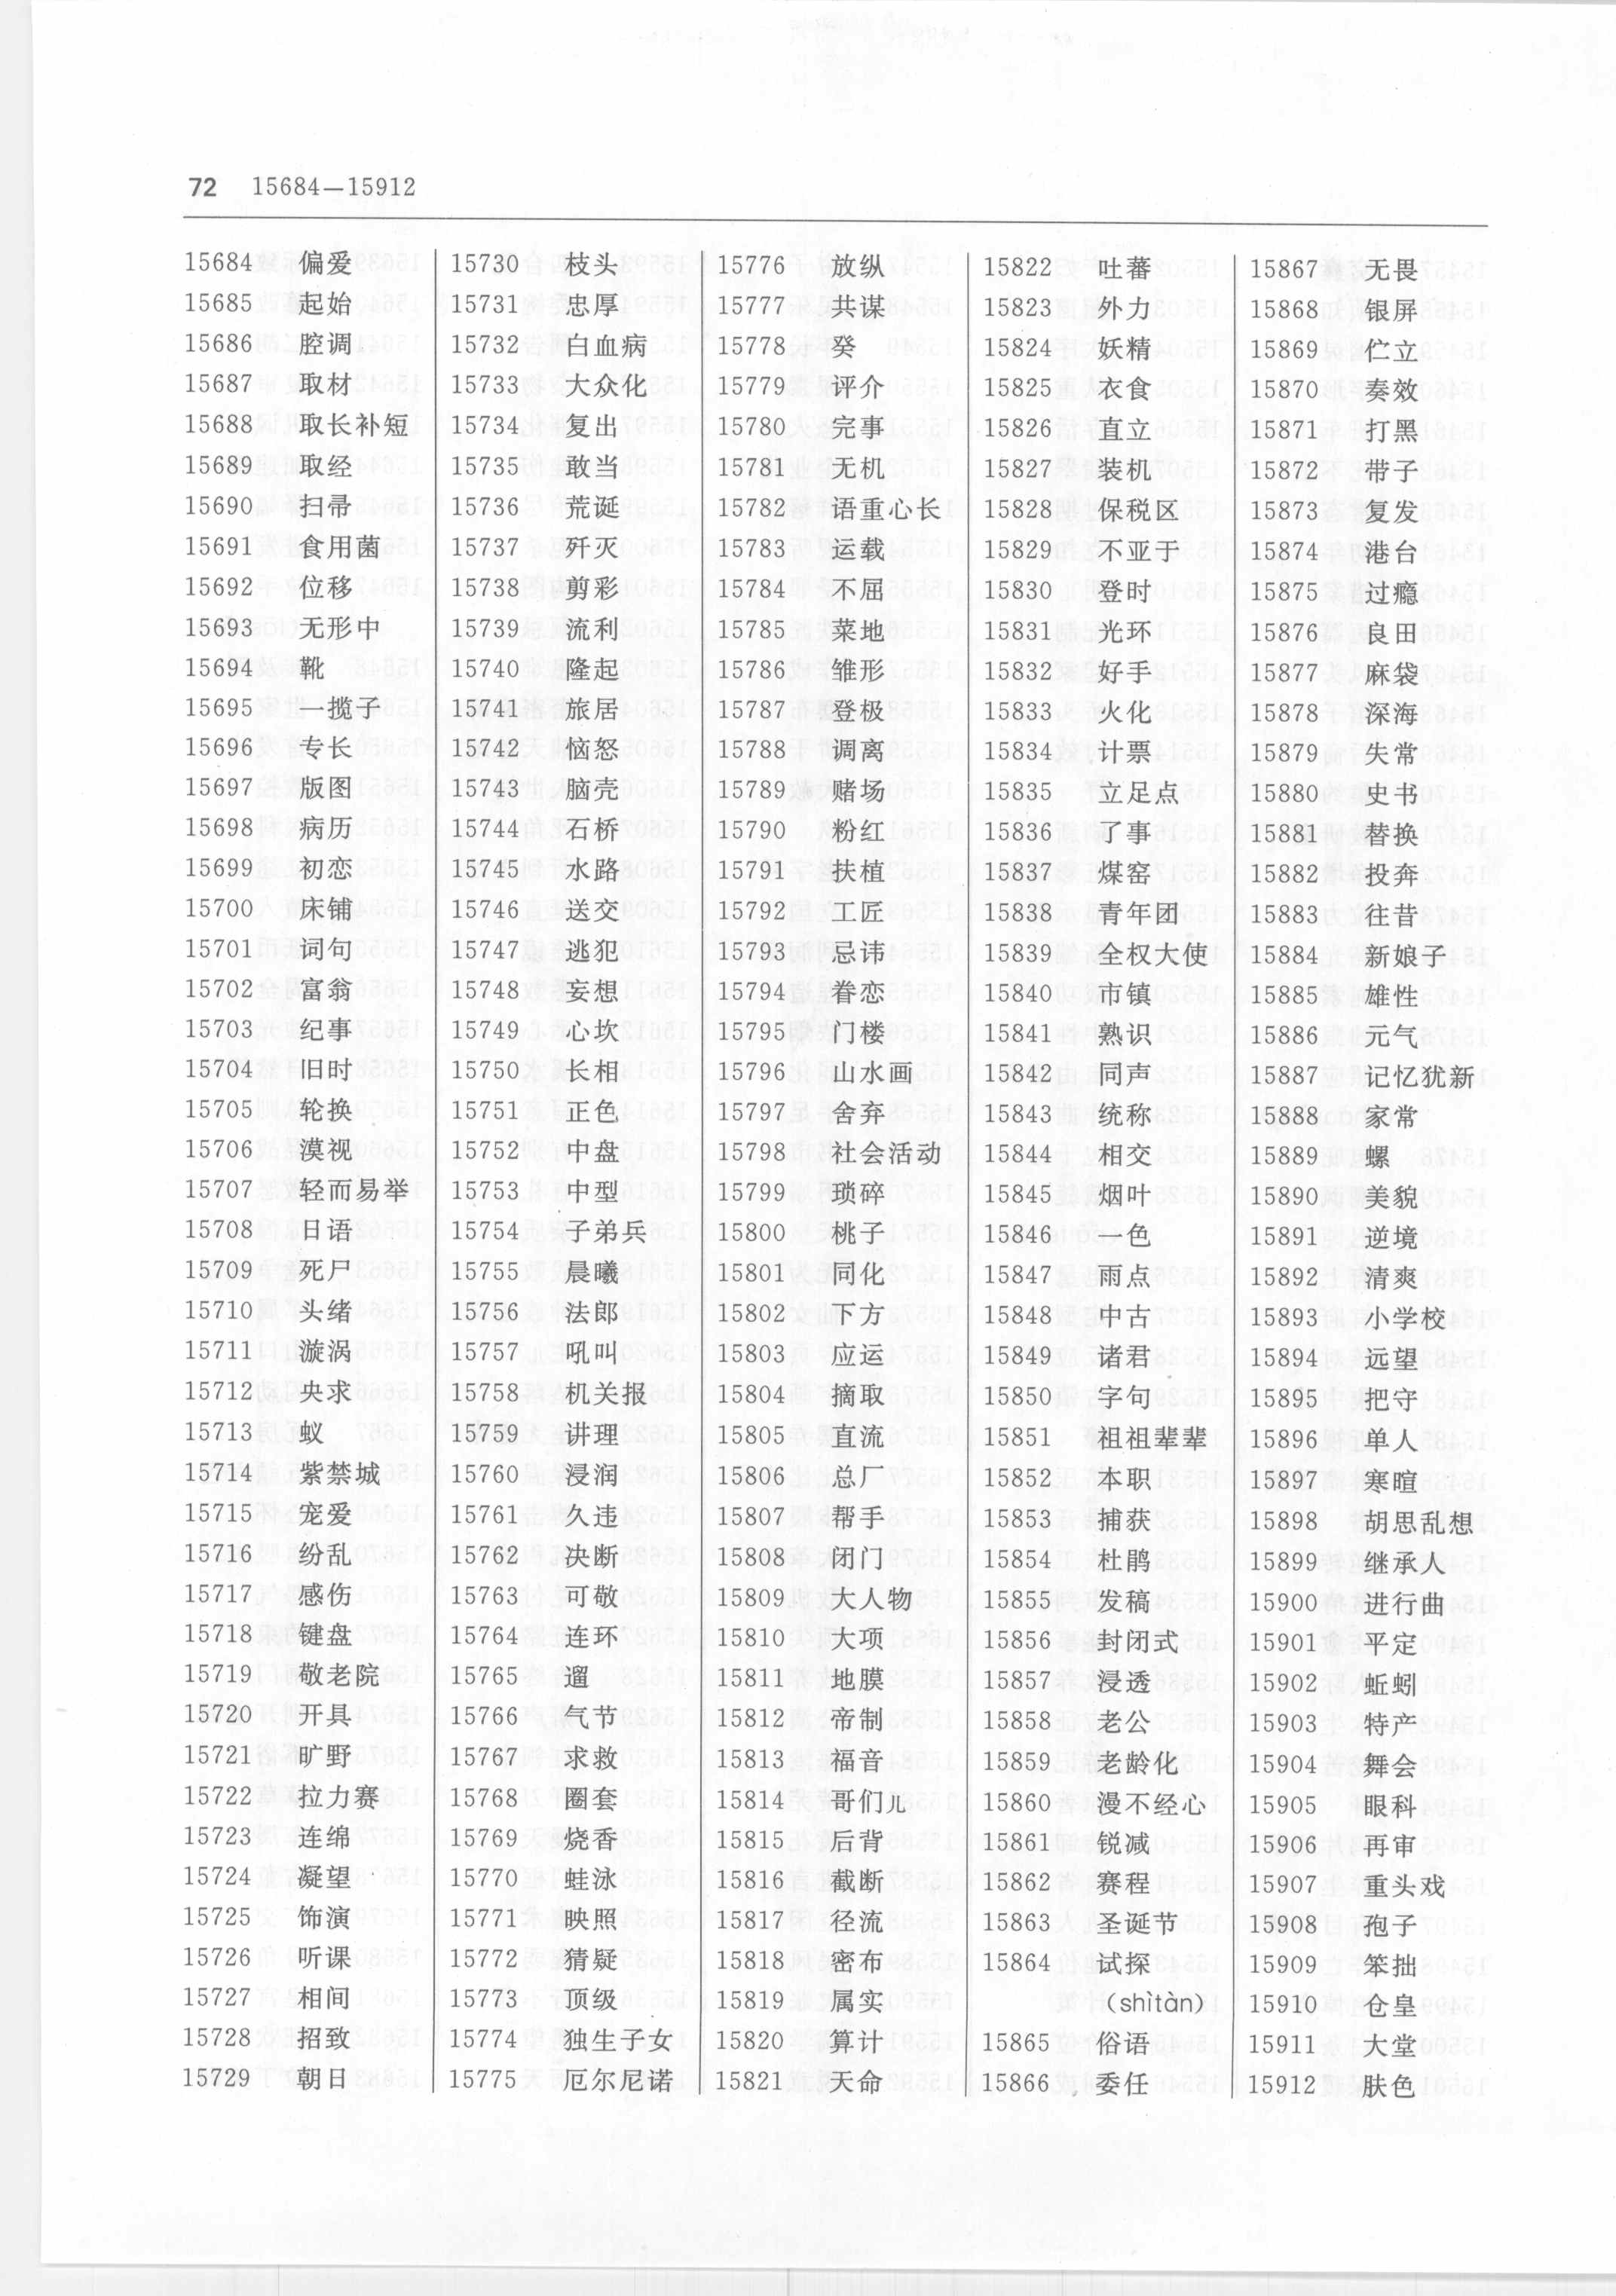 72 15684—15912
15684 偏爱
15685 起始
15686 腔调
15687 取材
15688 取长补短
15689 取经
15690 扫帚
15691 食用菌
15692 位移
15693 无形中
15694 靴
15695 一揽子
15696 专长
15697 版图
15698 病历
15699 初恋
15700 床铺
15701 词句
15702 富翁
15703 纪事
15704 旧时
15705 轮换
15706 漠视
15707 轻而易举
15708 日语
15709 死尸
15710 头绪
15711 漩涡
15712 央求
15713 蚁
15714 紫禁城
15715 宠爱
15716 纷乱
15717 感伤
15718 键盘
15719 敬老院
15720 开具
15721 旷野
15722 拉力赛
15723 连绵
15724 凝望
15725 饰演
15726 听课
15727 相间
15728 招致
15729 朝日
15730 枝头
15731 忠厚
15732 白血病
15733 大众化
15734 复出
15735 敢当
15736 荒诞
15737 歼灭
15738 剪彩
15739 流利
15740 隆起
15741 旅居
15742 恼怒
15743 脑壳
15744 石桥
15745 水路
15746 送交
15747 逃犯
15748 妄想
15749 心坎
15750 长相
15751 正色
15752 中盘
15753 中型
15754 子弟兵
15755 晨曦
15756 法郎
15757 吼叫
15758 机关报
15759 讲理
15760 浸润
15761 久违
15762 决断
15763 可敬
15764 连环
15765 遛
15766 气节
15767 求救
15768 圈套
15769 烧香
15770 蛙泳
15771 映照
15772 猜疑
15773 顶级
15774 独生子女
15775 厄尔尼诺
15776 放纵
15777 共谋
15778 癸
15779 评介
15780 完事
15781 无机
15782 语重心长
15783 运载
15784 不屈
15785 菜地
15786 雏形
15787 登极
15788 调离
15789 赌场
15790 粉红
15791 扶植
15792 工匠
15793 忌讳
15794 眷恋
15795 门楼
15796 山水画
15797 舍弃
15798 社会活动
15799 琐碎
15800 桃子
15801 同化
15802 下方
15803 应运
15804 摘取
15805 直流
15806 总厂
15807 帮手
15808 闭门
15809 大人物
15810 大项
15811 地膜
15812 帝制
15813 福音
15814 哥们儿
15815 后背
15816 截断
15817 径流
15818 密布
15819 属实
15820 算计
15821 天命
15822 吐蕃
15823 外力
15824 妖精
15825 衣食
15826 直立
15827 装机
15828 保税区
15829 不亚于
15830 登时
15831 光环
15832 好手
15833 火化
15834 计票
15835 立足点
15836 了事
15837 煤窑
15838 青年团
15839 全权大使
15840 市镇
15841 熟识
15842 同声
15843 统称
15844 相交
15845 烟叶
15846 一色
15847 雨点
15848 中古
15849 诸君
15850 字句
15851 祖祖辈辈
15852 本职
15853 捕获
15854 杜鹃
15855 发稿
15856 封闭式
15857 浸透
15858 老公
15859 老龄化
15860 漫不经心
15861 锐减
15862 赛程
15863 圣诞节
15864 试探
(shìtàn)
15865 俗语
15866 委任
15867 无畏
15868 银屏
15869 伫立
15870 奏效
15871 打黑
15872 带子
15873 复发
15874 港台
15875 过瘾
15876 良田
15877 麻袋
15878 深海
15879 失常
15880 史书
15881 替换
15882 投奔
15883 往昔
15884 新娘子
15885 雄性
15886 元气
15887 记忆犹新
15888 家常
15889 螺
15890 美貌
15891 逆境
15892 清爽
15893 小学校
15894 远望
15895 把守
15896 单人
15897 寒暄
15898 胡思乱想
15899 继承人
15900 进行曲
15901 平定
15902 蚯蚓
15903 特产
15904 舞会
15905 眼科
15906 再审
15907 重头戏
15908 孢子
15909 笨拙
15910 仓皇
15911 大堂
15912 肤色